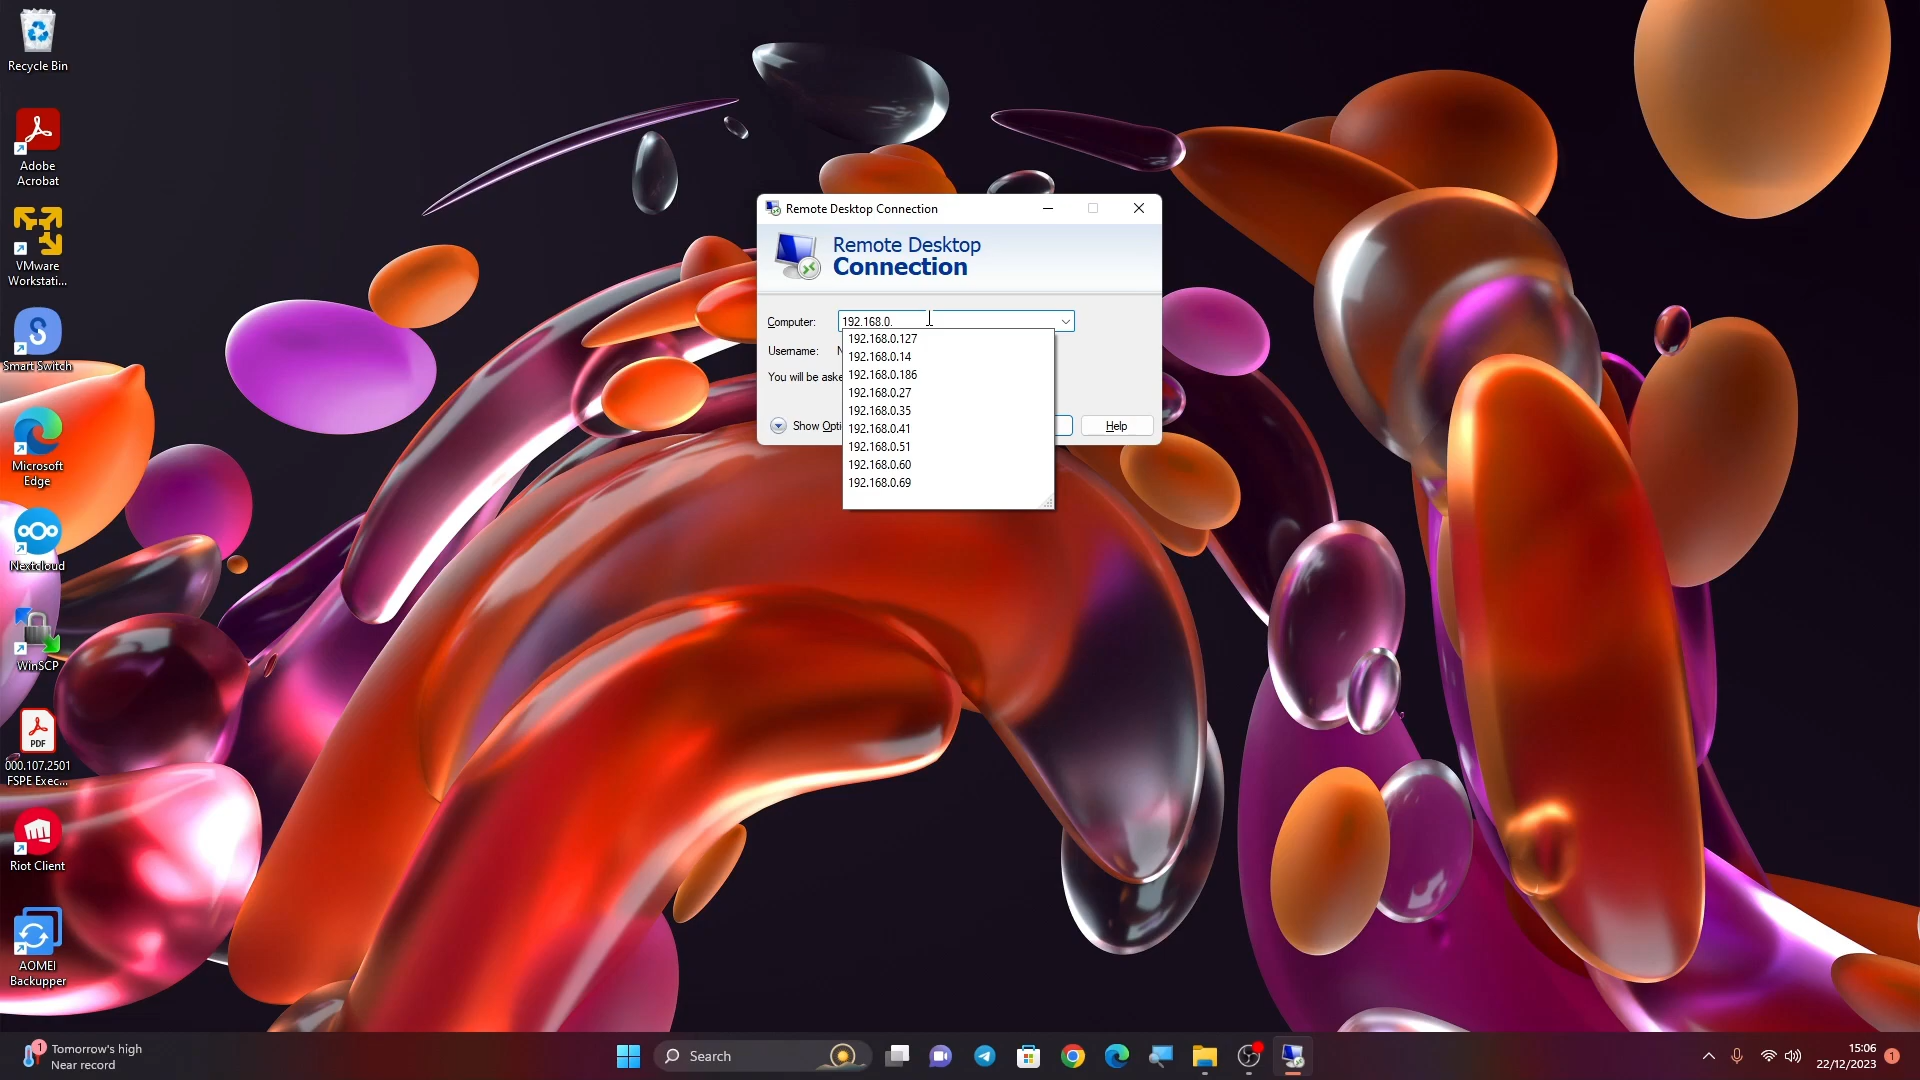 Recycle Bin
Adobe
Acrobat
VMware
Workstati...
Smart Switch
Microsoft
Edge
Nextcloud
WinSCP
PDF
000.107.2501
FSPE Exec...
Riot Client
AOMEI
Backupper
Remote Desktop Connection
Remote Desktop
Connection
Computer: 192.168.0.
Username:
You will be aske
192.168.0.127
192.168.0.14
192.168.0.186
192.168.0.27
192.168.0.35
192.168.0.41
192.168.0.51
192.168.0.60
192.168.0.69
Show Opti
Help
1
Tomorrow's high
Near record
Search
15:06
22/12/2023
1